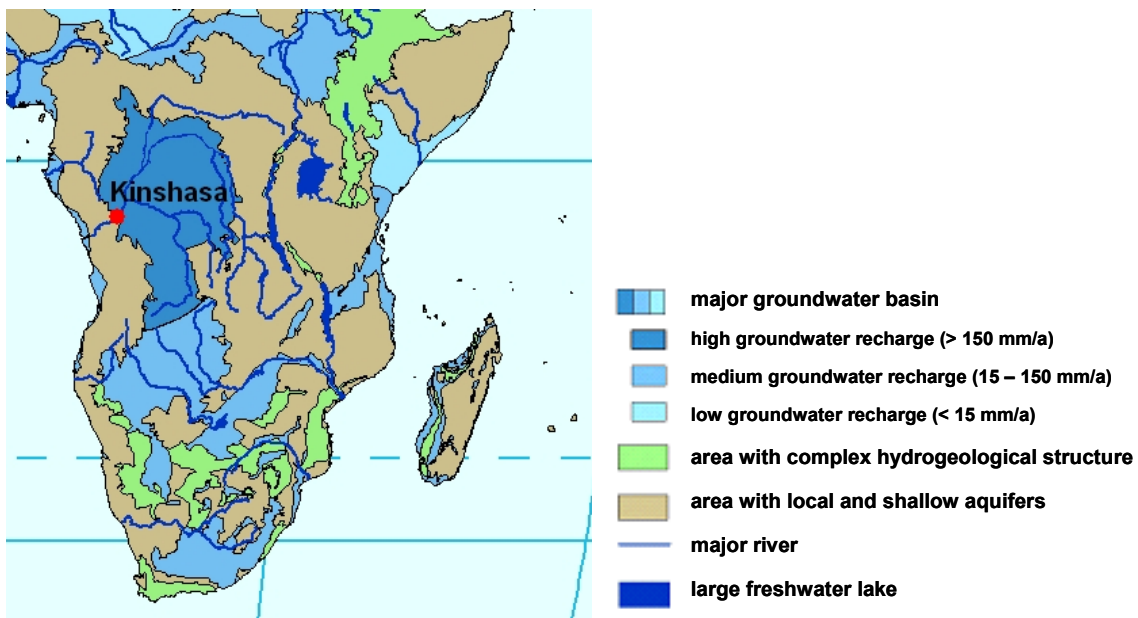 Kinshasa
major groundwater basin
high groundwater recharge (> 150 mm/a)
medium groundwater recharge (15 – 150 mm/a)
low groundwater recharge (< 15 mm/a)
area with complex hydrogeological structure
area with local and shallow aquifers
major river
large freshwater lake